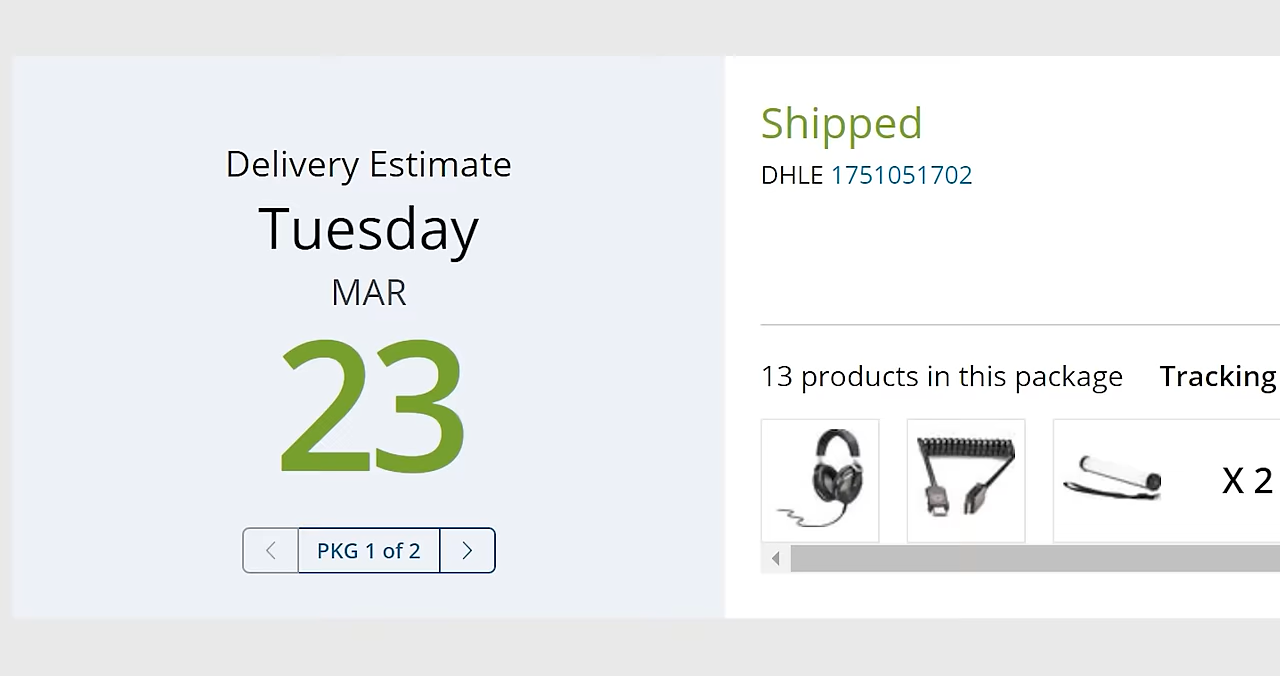 Delivery Estimate
Tuesday
MAR
23
PKG 1 of 2
Shipped
DHLE 1751051702
13 products in this package Tracking
X 2